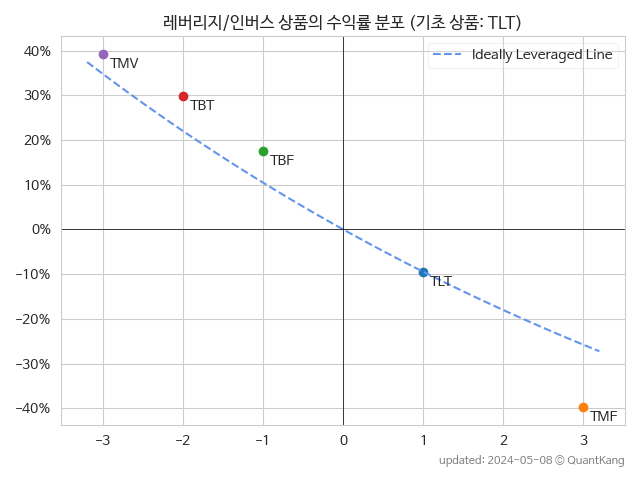 레버리지/인버스 상품의 수익률 분포 (기초 상품: TLT)
40%
30%
20%
10%
0%
−10%
−20%
−30%
−40%
Ideally Leveraged Line
TMV
TBT
TBF
TLT
TMF
−3
−2
−1
0
1
2
3
updated: 2024-05-08 © QuantKang